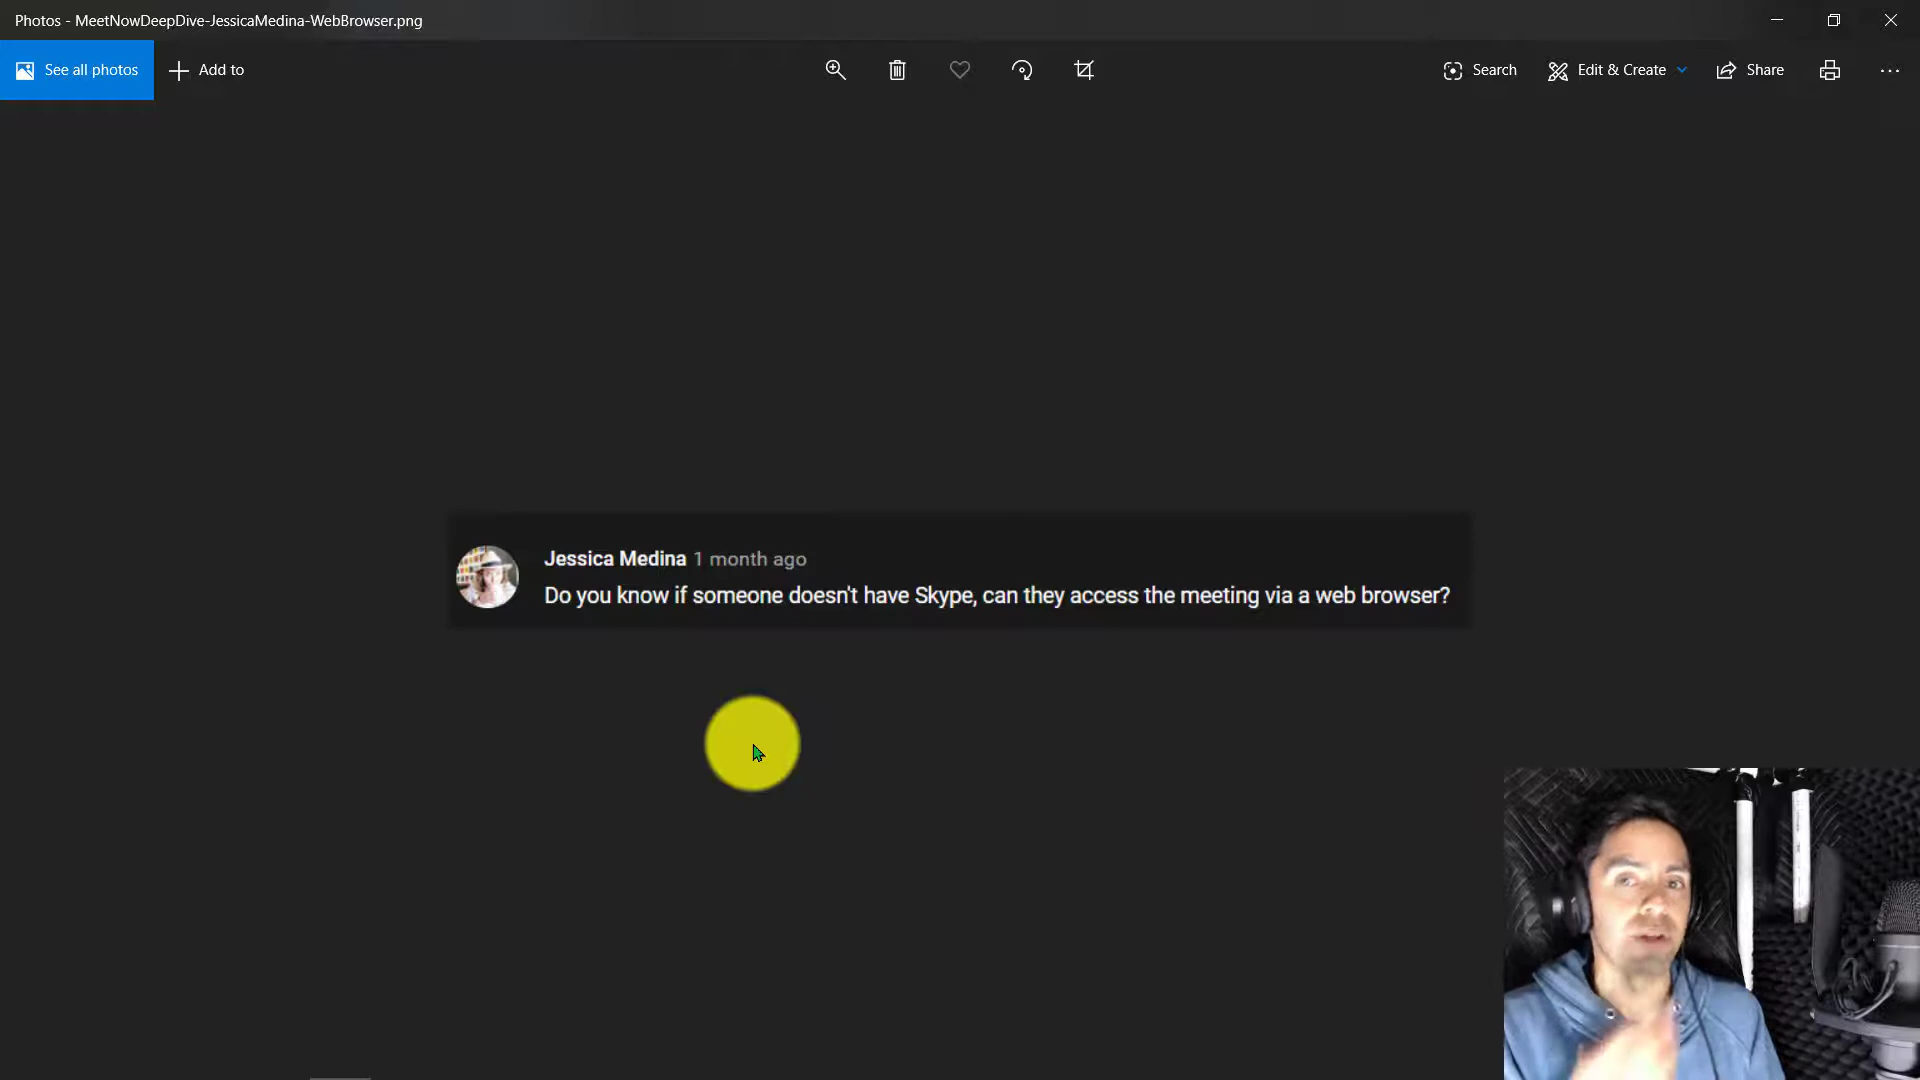 Photos - MeetNowDeepDive-JessicaMedina-WebBrowser.png
See all photos
Add to
Search
Edit & Create
Share
Jessica Medina 1 month ago
Do you know if someone doesn't have Skype, can they access the meeting via a web browser?